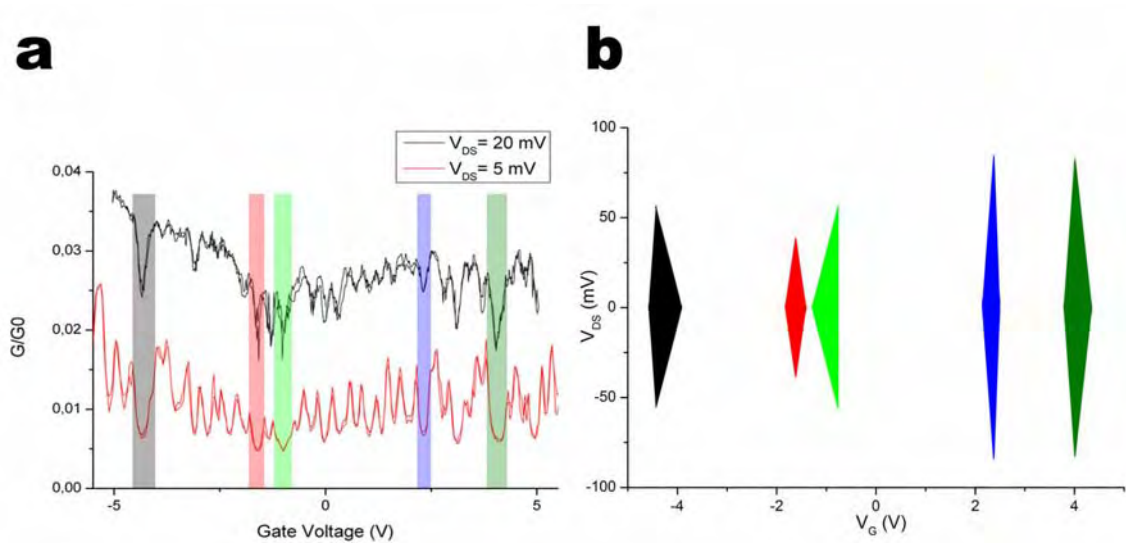 a
b
V_DS= 20 mV
V_DS= 5 mV
0,04
0,03
0,02
0,01
0,00
G/G0
-5
0
5
Gate Voltage (V)
100
50
0
-50
-100
V_DS (mV)
-4
-2
0
2
4
V_G (V)